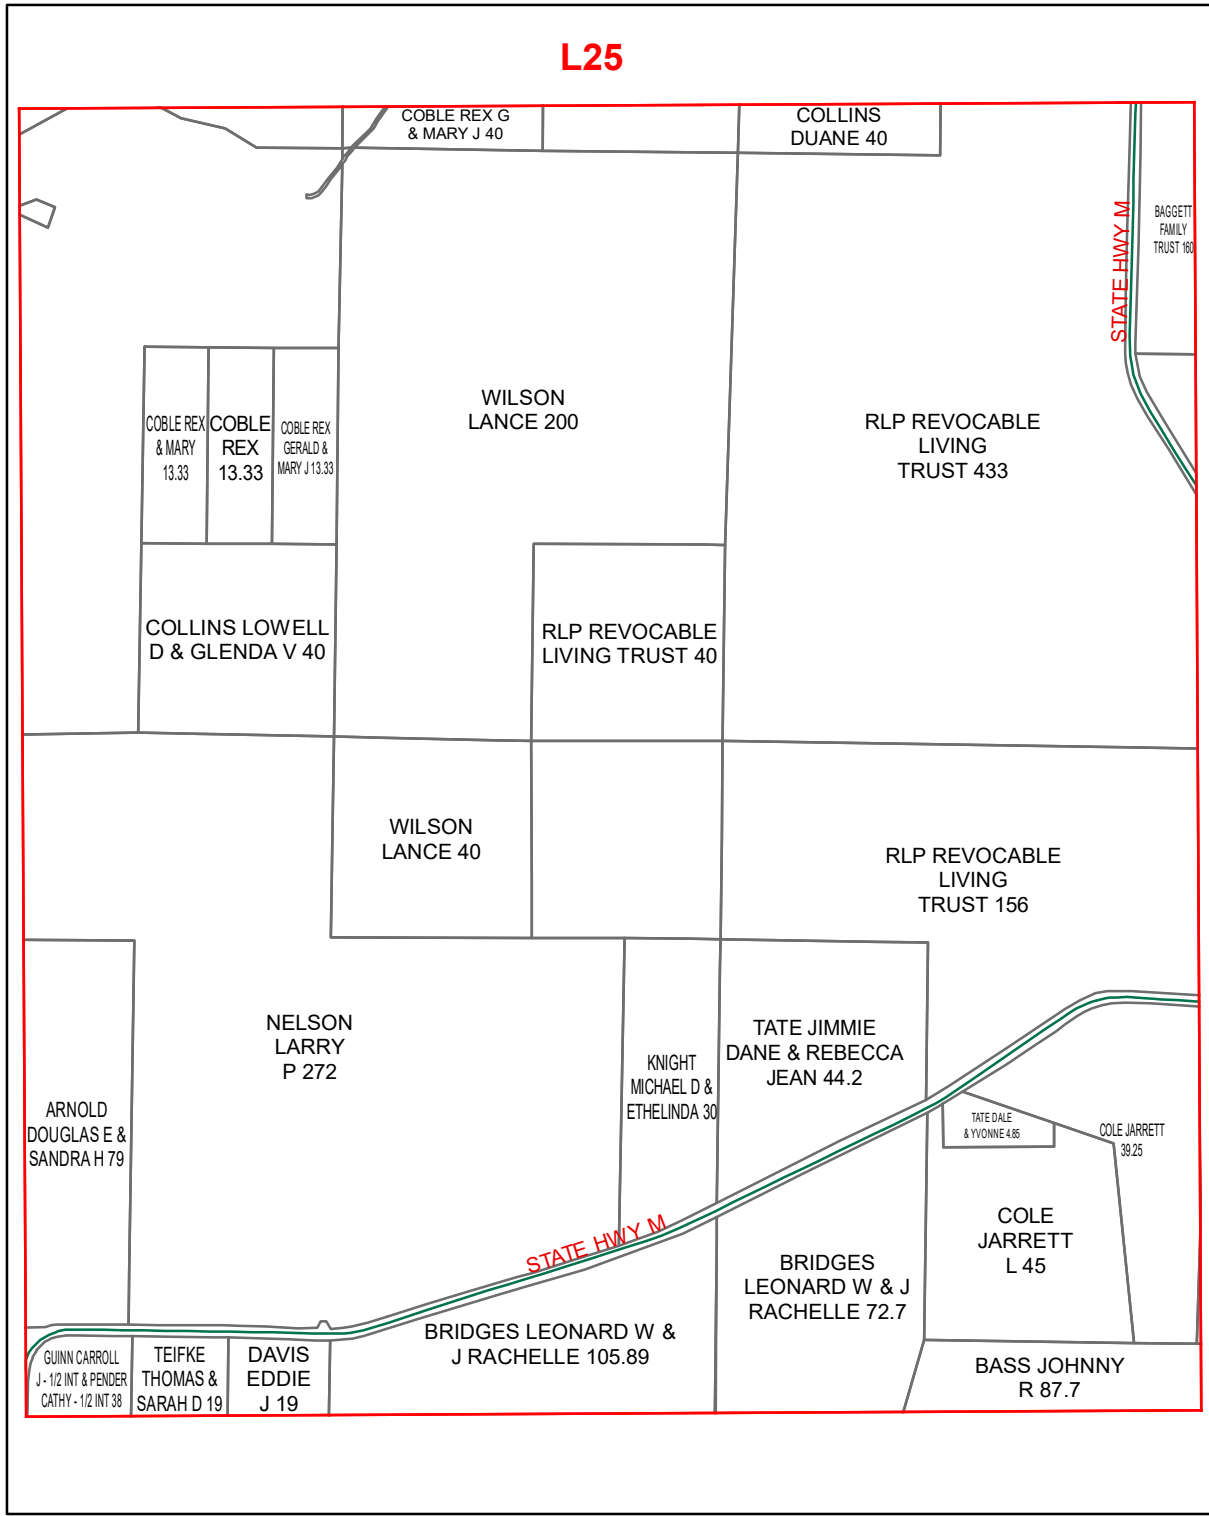 L25
COBLE REX G
& MARY J 40
COLLINS
DUANE 40
BAGGETT
FAMILY
TRUST 160
STATE HWY M
WILSON
LANCE 200
RLP REVOCABLE
LIVING
TRUST 433
COBLE REX
& MARY
13.33
COBLE
REX
13.33
COBLE REX
GERALD &
MARY J 13.33
COLLINS LOWELL
D & GLENDA V 40
RLP REVOCABLE
LIVING TRUST 40
WILSON
LANCE 40
RLP REVOCABLE
LIVING
TRUST 156
NELSON
LARRY
P 272
TATE JIMMIE
DANE & REBECCA
JEAN 44.2
KNIGHT
MICHAEL D &
ETHELINDA 30
ARNOLD
DOUGLAS E &
SANDRA H 79
TATE DALE
& YVONNE 4.85
COLE JARRETT
39.25
COLE
JARRETT
L 45
STATE HWY M
BRIDGES
LEONARD W & J
RACHELLE 72.7
BRIDGES LEONARD W &
J RACHELLE 105.89
GUINN CARROLL
J - 1/2 INT & PENDER
CATHY - 1/2 INT 38
TEIFKE
THOMAS &
SARAH D 19
DAVIS
EDDIE
J 19
BASS JOHNNY
R 87.7